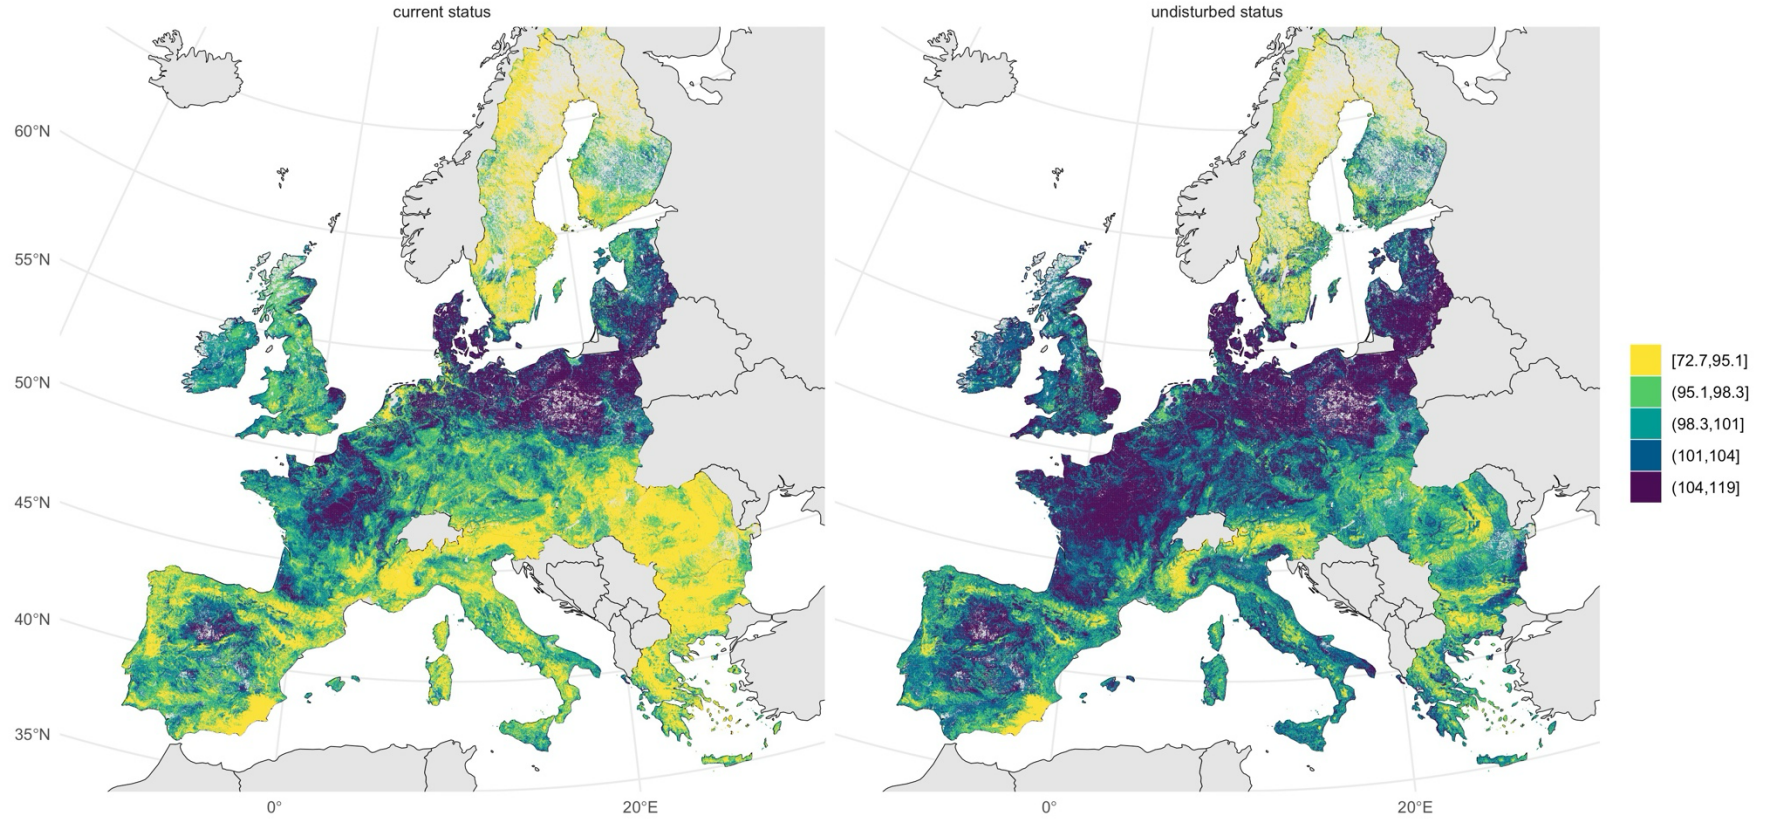 current status
undisturbed status
60°N
55°N
50°N
45°N
40°N
35°N
0°
20°E
0°
20°E
[72.7,95.1]
(95.1,98.3]
(98.3,101]
(101,104]
(104,119]